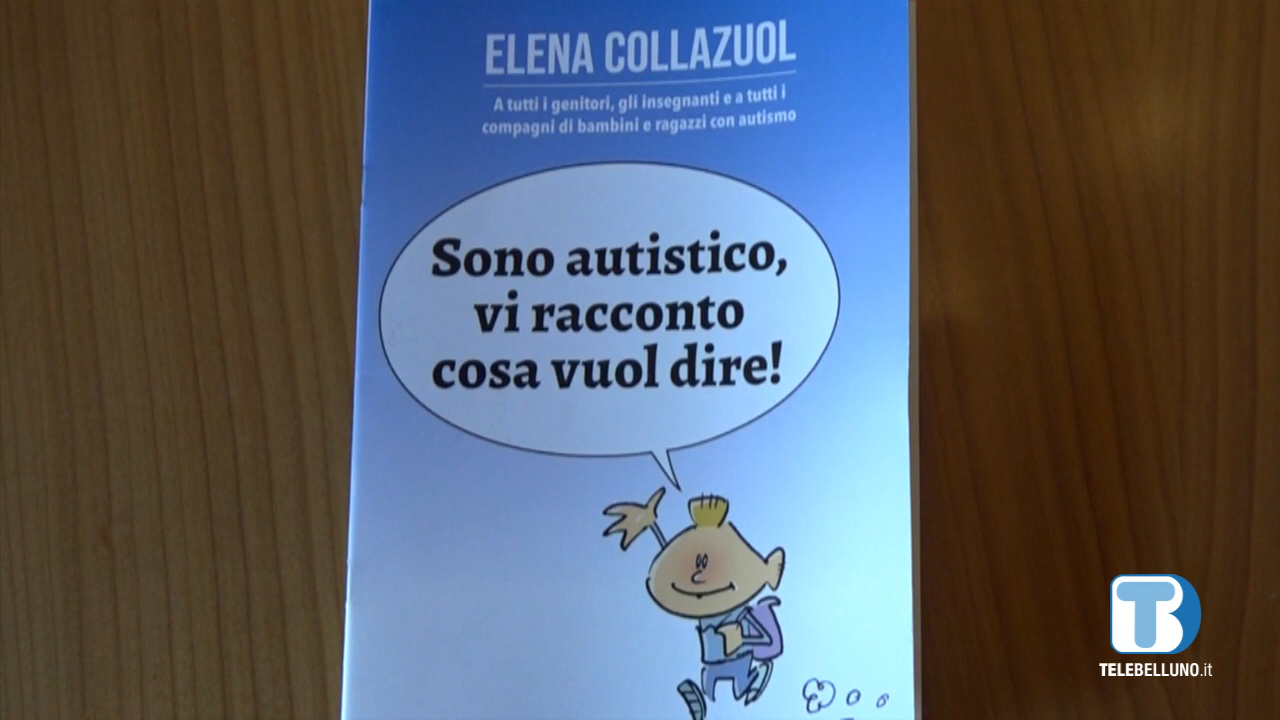 ELENA COLLAZUOL
A tutti i genitori, gli insegnanti e a tutti i
compagni di bambini e ragazzi con autismo
Sono autistico,
vi racconto
cosa vuol dire!
TB
TELEBELLUNO.it